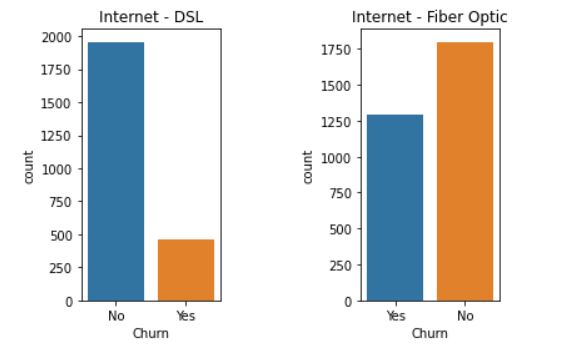 Internet - DSL
2000
1750
1500
1250
1000
750
500
250
0
count
No Yes
Churn
Internet - Fiber Optic
1750
1500
1250
1000
750
500
250
0
count
Yes No
Churn